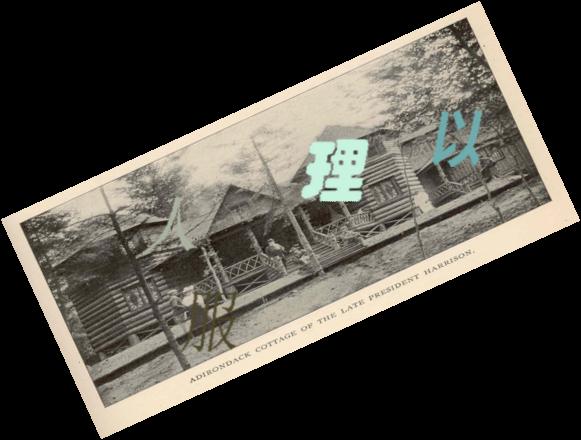 以
理
人
服
ADIRONDACK COTTAGE OF THE LATE PRESIDENT HARRISON.